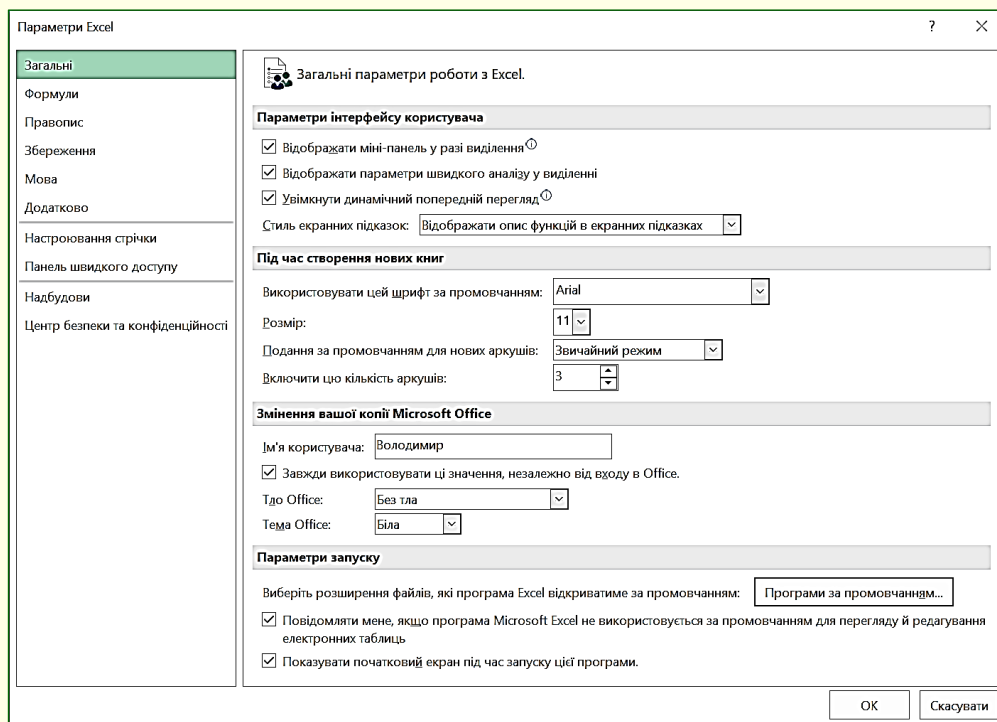 Параметри Excel ? ×
Загальні
Формули
Правопис
Збереження
Мова
Додатково
Настроювання стрічки
Панель швидкого доступу
Надбудови
Центр безпеки та конфіденційності
Загальні параметри роботи з Excel.
Параметри інтерфейсу користувача
Відображати міні-панель у разі виділення
Відображати параметри швидкого аналізу у виділенні
Увімкнути динамічний попередній перегляд
Стиль екранних підказок: Відображати опис функцій в екранних підказках
Під час створення нових книг
Використовувати цей шрифт за промовчанням: Arial
Розмір: 11
Подання за промовчанням для нових аркушів: Звичайний режим
Включити цю кількість аркушів: 3
Змінення вашої копії Microsoft Office
Ім'я користувача: Володимир
Завжди використовувати ці значення, незалежно від входу в Office.
Тло Office: Без тла
Тема Office: Біла
Параметри запуску
Виберіть розширення файлів, які програма Excel відкриватиме за промовчанням: Програми за промовчанням...
Повідомляти мене, якщо програма Microsoft Excel не використовується за промовчанням для перегляду й редагування
електронних таблиць
Показувати початковий екран під час запуску цієї програми.
ОК Скасувати